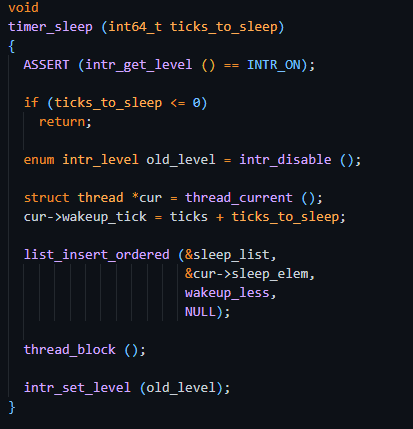 void
timer_sleep (int64_t ticks_to_sleep)
{
  ASSERT (intr_get_level () == INTR_ON);

  if (ticks_to_sleep <= 0)
    return;

  enum intr_level old_level = intr_disable ();

  struct thread *cur = thread_current ();
  cur->wakeup_tick = ticks + ticks_to_sleep;

  list_insert_ordered (&sleep_list,
                       &cur->sleep_elem,
                       wakeup_less,
                       NULL);

  thread_block ();

  intr_set_level (old_level);
}